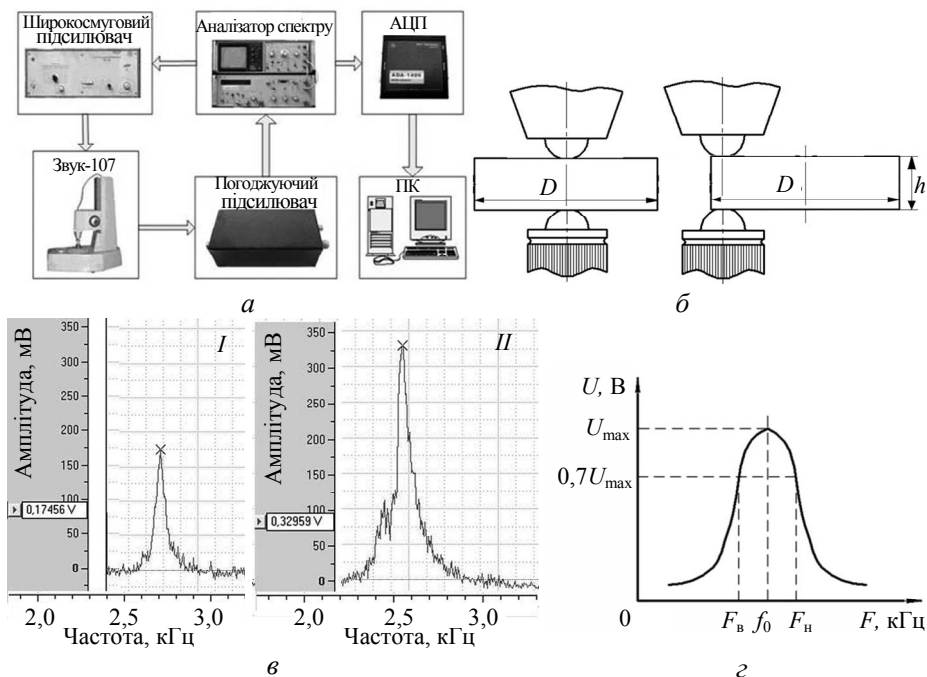 Широкосмуговий
підсилювач
Аналізатор спектру
АЦП
Звук-107
Погоджуючий
підсилювач
ПК
а
D
D
h
б
Амплітуда, мВ
350
300
250
200
150
100
50
0
0,17456 V
I
2,0
2,5
3,0
Частота, кГц
Амплітуда, мВ
350
300
250
200
150
100
50
0
0,32959 V
II
2,0
2,5
3,0
Частота, кГц
в
U, В
Umax
0,7Umax
0
Fв
f0
Fн
F, кГц
г